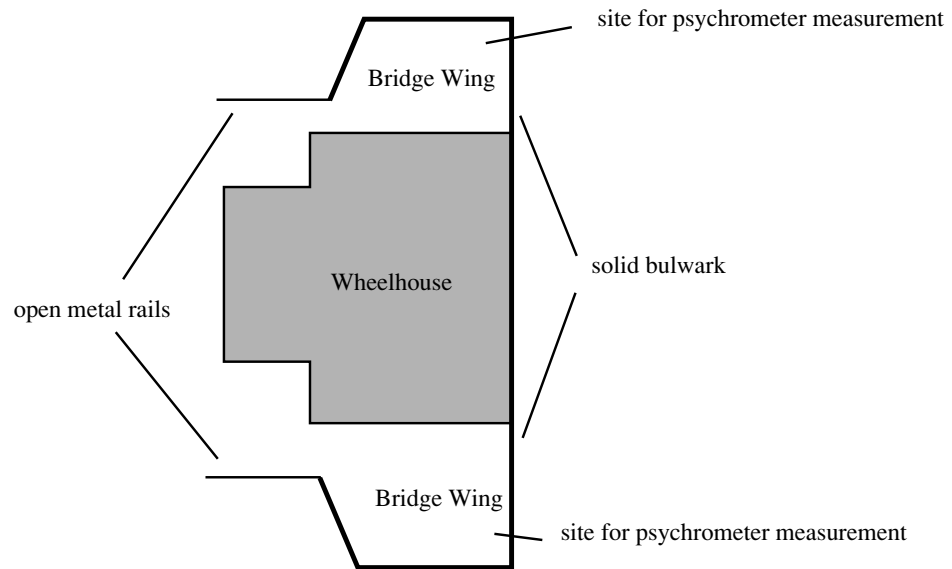 site for psychrometer measurement
Bridge Wing
Wheelhouse
solid bulwark
open metal rails
Bridge Wing
site for psychrometer measurement